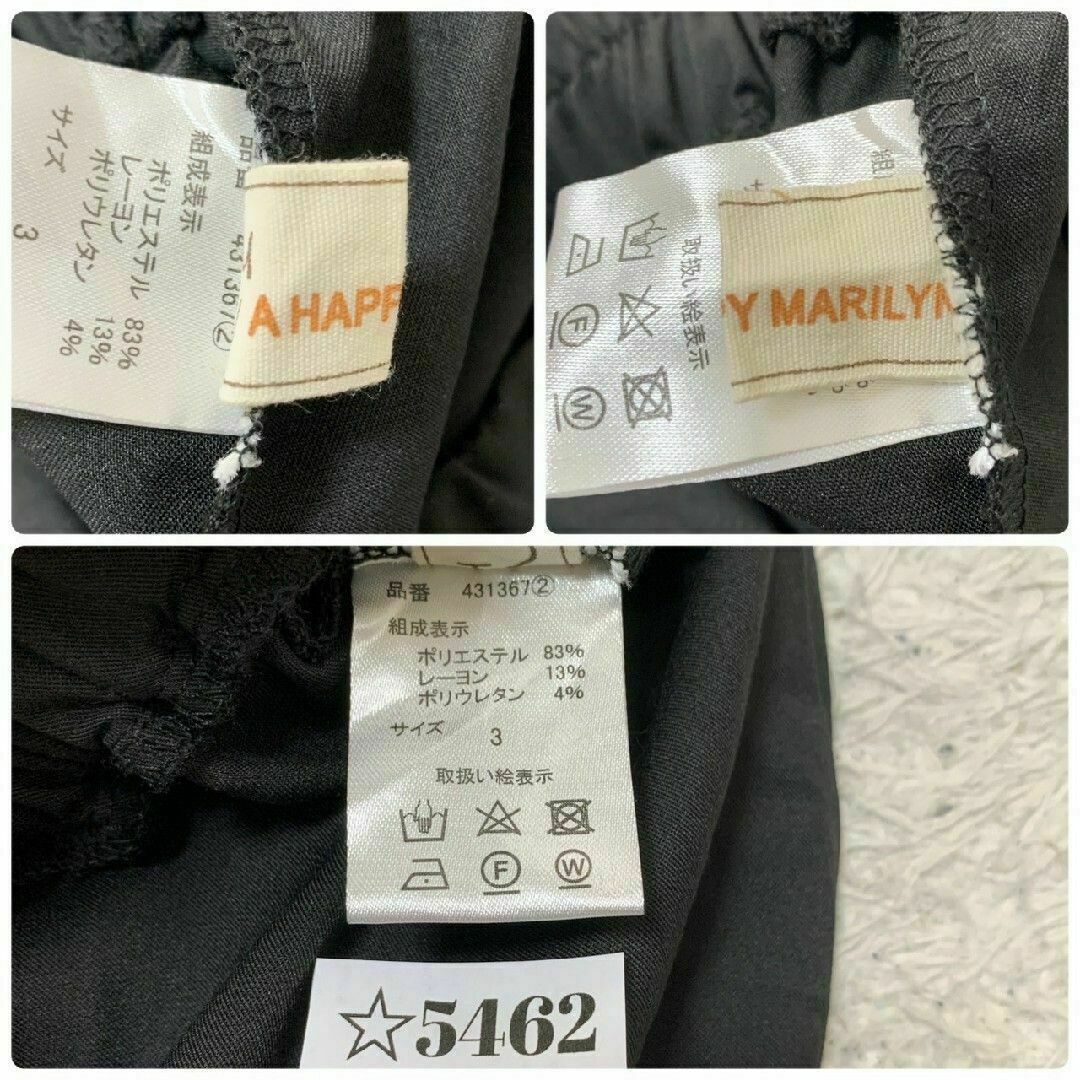 品番 431367②
組成表示
ポリエステル 83%
レーヨン 13%
ポリウレタン 4%
サイズ
3
A HAPP
取扱い絵表示
F
W
Y MARILYN
品番 431367②
組成表示
ポリエステル 83%
レーヨン 13%
ポリウレタン 4%
サイズ 3
取扱い絵表示
F W
☆5462